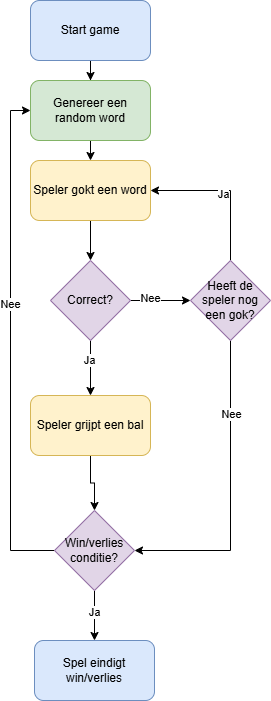 Start game
Genereer een
random word
Speler gokt een word
Ja
Correct?
Nee
Heeft de
speler nog
een gok?
Nee
Ja
Nee
Speler grijpt een bal
Win/verlies
conditie?
Ja
Spel eindigt
win/verlies